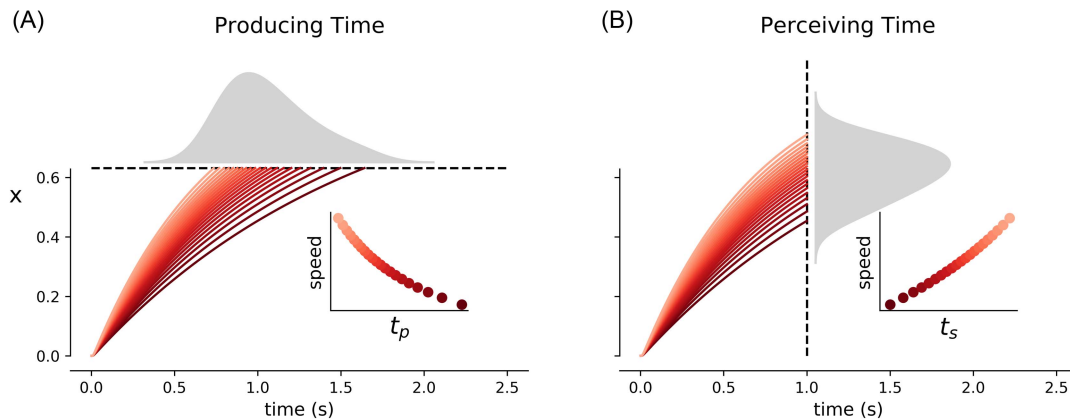 (A)
Producing Time
x
0.6
0.4
0.2
0.0
speed
t_p
0.0 0.5 1.0 1.5 2.0 2.5
time (s)
(B)
Perceiving Time
speed
t_s
0.0 0.5 1.0 1.5 2.0 2.5
time (s)